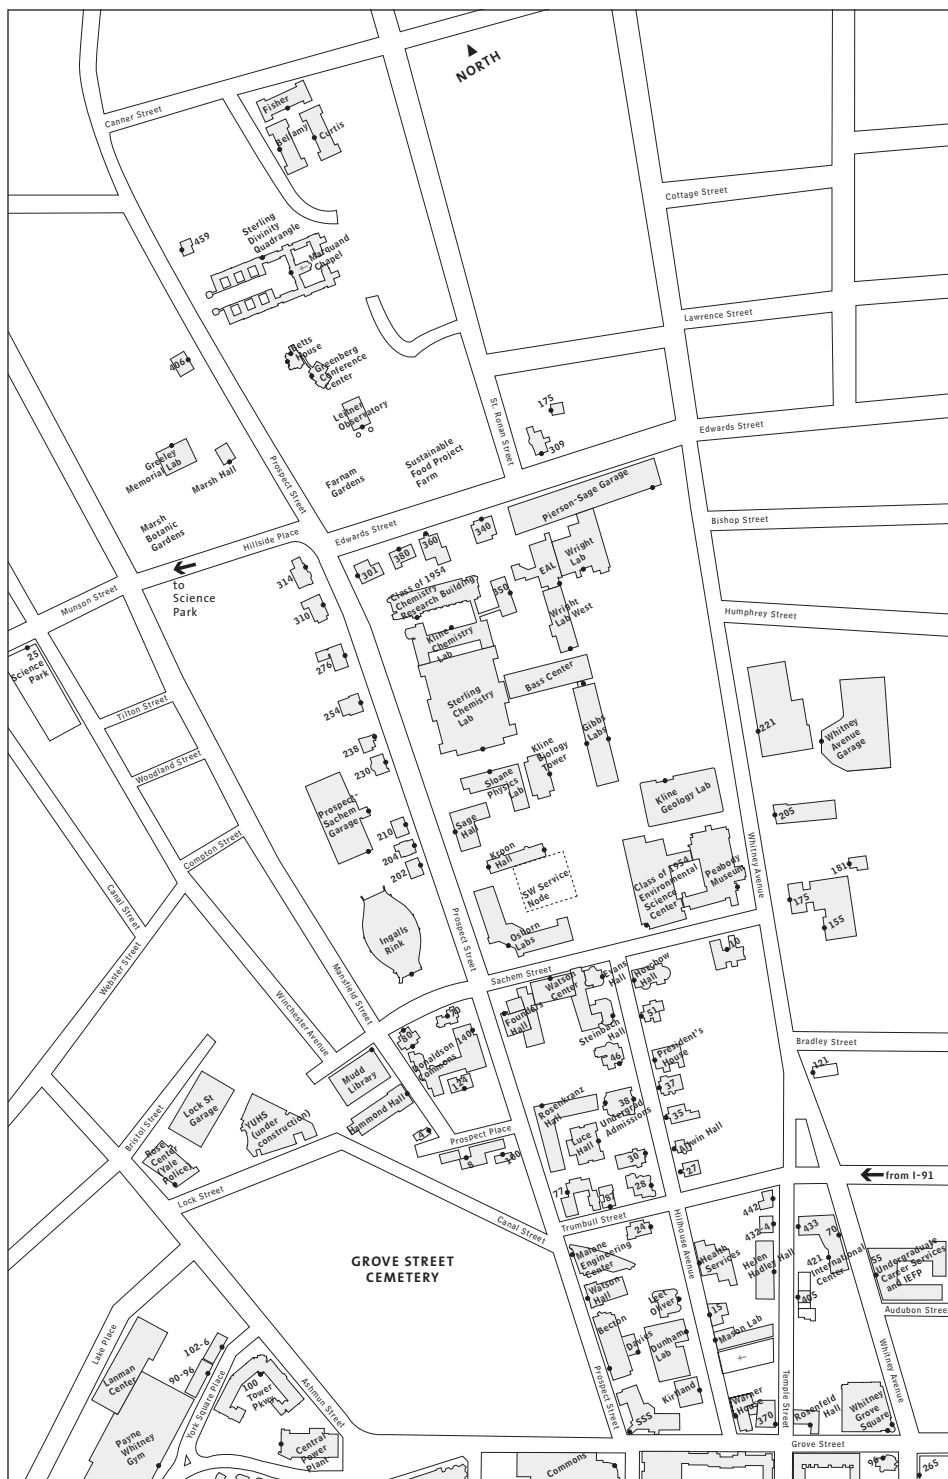 NORTH
Canner Street
Fisher
Bellamy
Curtis
Cottage Street
459
Sterling
Divinity
Quadrangle
Marquand
Chapel
Lawrence Street
Betts
House
Greenberg
Conference
Center
406
175
Leitner
Observatory
St. Ronan Street
Edwards Street
309
Greeley
Memorial Lab
Marsh Hall
Prospect Street
Farnam
Gardens
Sustainable
Food Project
Farm
Pierson-Sage Garage
Marsh
Botanic
Gardens
Hillside Place
Edwards Street
340
360
380
301
Bishop Street
Wright
Lab
EAL
to
Science
Park
314
310
Class of 1954
Chemistry
Research Building
350
Munson Street
Wright
Lab West
Humphrey Street
Kline
Chemistry
Lab
25
Science
Park
276
Bass Center
Sterling
Chemistry
Lab
Tilton Street
254
Gibbs
Labs
221
Whitney
Avenue
Garage
238
230
Kline
Biology
Tower
Woodland Street
Sloane
Physics
Lab
Kline
Geology Lab
Prospect-
Sachem
Garage
205
210
Sage
Hall
Compton Street
204
202
Kroon
Hall
SW Service
Node
Class of 1954
Environmental
Science
Center
Peabody
Museum
Whitney Avenue
181
175
155
Canal Street
Ingalls
Rink
Prospect Street
Osborn
Labs
10
Webster Street
Mansfield Street
Sachem Street
Watson
Center
Evans
Hall
Horchow
Hall
Winchester Avenue
Founders
Hall
70
80
51
Steinbach
Hall
Donaldson
Commons
140
46
President's
House
Bradley Street
121
Mudd
Library
124
37
Lock St
Garage
Hammond Hall
Rosenkranz
Hall
38
Undergrad
Admissions
35
Bristol Street
YUHS
(under
construction)
4
Prospect Place
Luce
Hall
Rose
Center
(Yale
Police)
8
100
30
Allwin Hall
27
from I-91
Lock Street
77
87
28
442
Canal Street
Trumbull Street
24
Hillhouse Avenue
432-4
433
70
GROVE STREET
CEMETERY
Malone
Engineering
Center
Health
Services
Helen
Hadley Hall
421
International
Center
55
Undergraduate
Career Services
and IEFP
Watson
Hall
Leet
Oliver
405
15
Audubon Street
Lake Place
Becton
Davies
Dunham
Lab
Mason Lab
102-6
Lanman
Center
90-96
York Square Place
100
Tower
Pkwy
Ashmun Street
Prospect Street
Kirtland
Warner
House
370
Temple Street
Rosenfeld
Hall
Whitney
Grove
Square
Whitney Avenue
SSS
Payne
Whitney
Gym
Central
Power
Plant
Grove Street
Commons
265